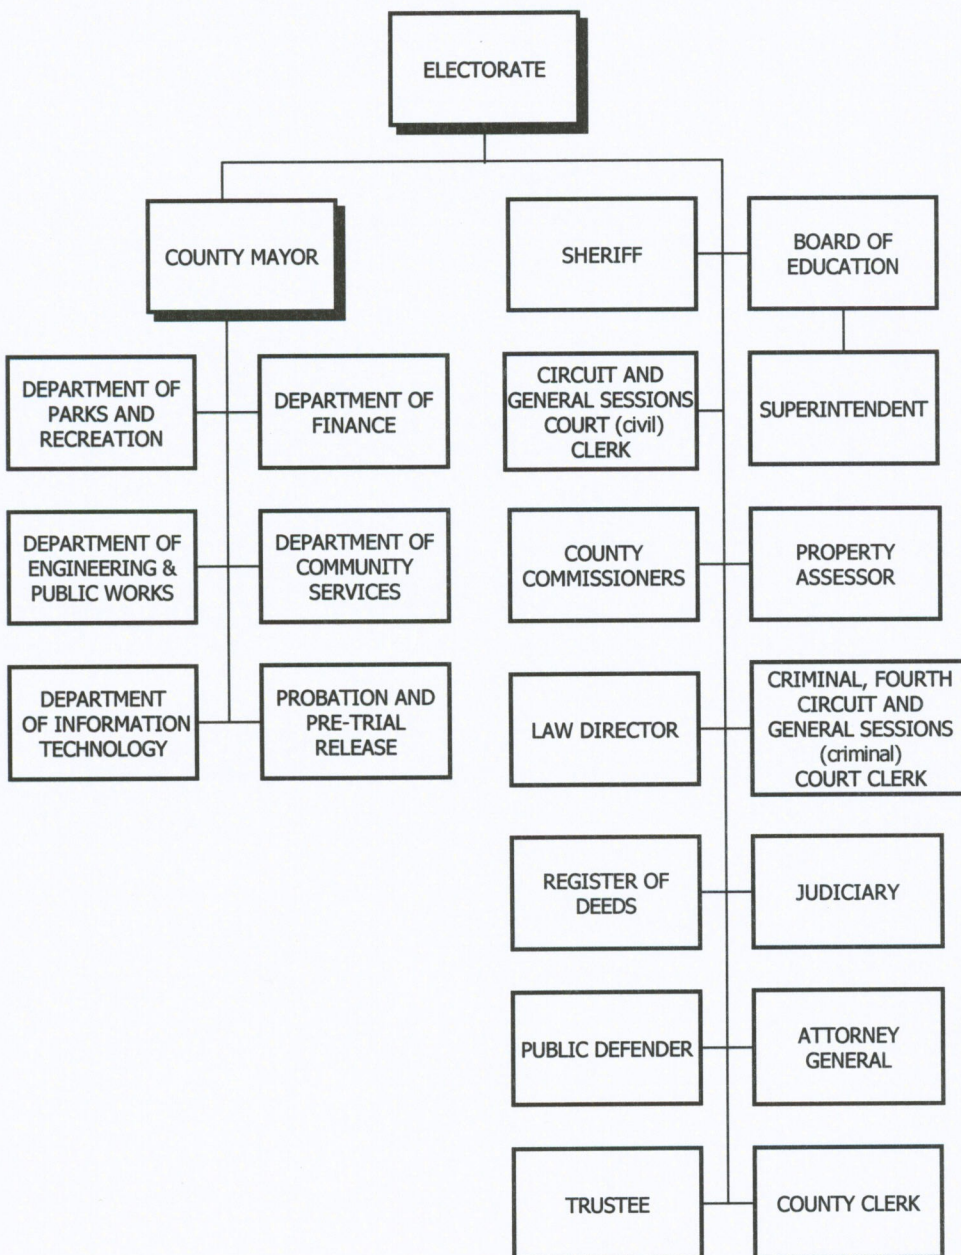 ELECTORATE
COUNTY MAYOR
SHERIFF
BOARD OF
EDUCATION
DEPARTMENT OF
PARKS AND
RECREATION
DEPARTMENT OF
FINANCE
CIRCUIT AND
GENERAL SESSIONS
COURT (civil)
CLERK
SUPERINTENDENT
DEPARTMENT OF
ENGINEERING &
PUBLIC WORKS
DEPARTMENT OF
COMMUNITY
SERVICES
COUNTY
COMMISSIONERS
PROPERTY
ASSESSOR
DEPARTMENT
OF INFORMATION
TECHNOLOGY
PROBATION AND
PRE-TRIAL
RELEASE
LAW DIRECTOR
CRIMINAL, FOURTH
CIRCUIT AND
GENERAL SESSIONS
(criminal)
COURT CLERK
REGISTER OF
DEEDS
JUDICIARY
PUBLIC DEFENDER
ATTORNEY
GENERAL
TRUSTEE
COUNTY CLERK